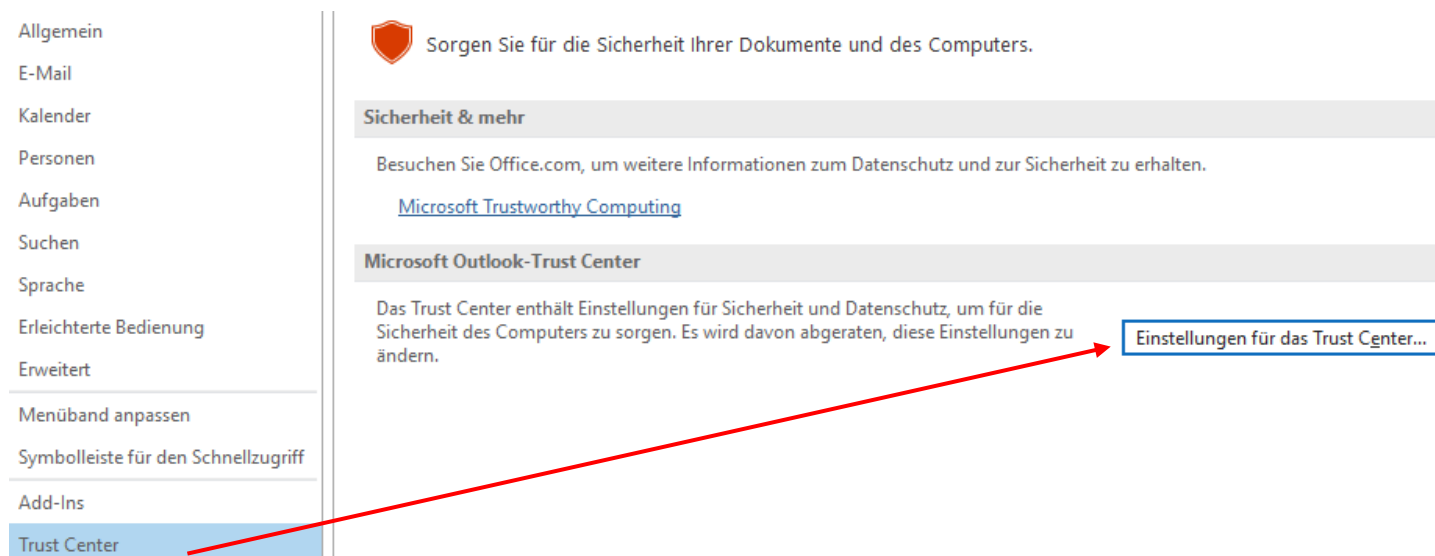 Allgemein
E-Mail
Kalender
Personen
Aufgaben
Suchen
Sprache
Erleichterte Bedienung
Erweitert
Menüband anpassen
Symbolleiste für den Schnellzugriff
Add-Ins
Trust Center
Sorgen Sie für die Sicherheit Ihrer Dokumente und des Computers.
Sicherheit & mehr
Besuchen Sie Office.com, um weitere Informationen zum Datenschutz und zur Sicherheit zu erhalten.
Microsoft Trustworthy Computing
Microsoft Outlook-Trust Center
Das Trust Center enthält Einstellungen für Sicherheit und Datenschutz, um für die
Sicherheit des Computers zu sorgen. Es wird davon abgeraten, diese Einstellungen zu
ändern.
Einstellungen für das Trust Center...